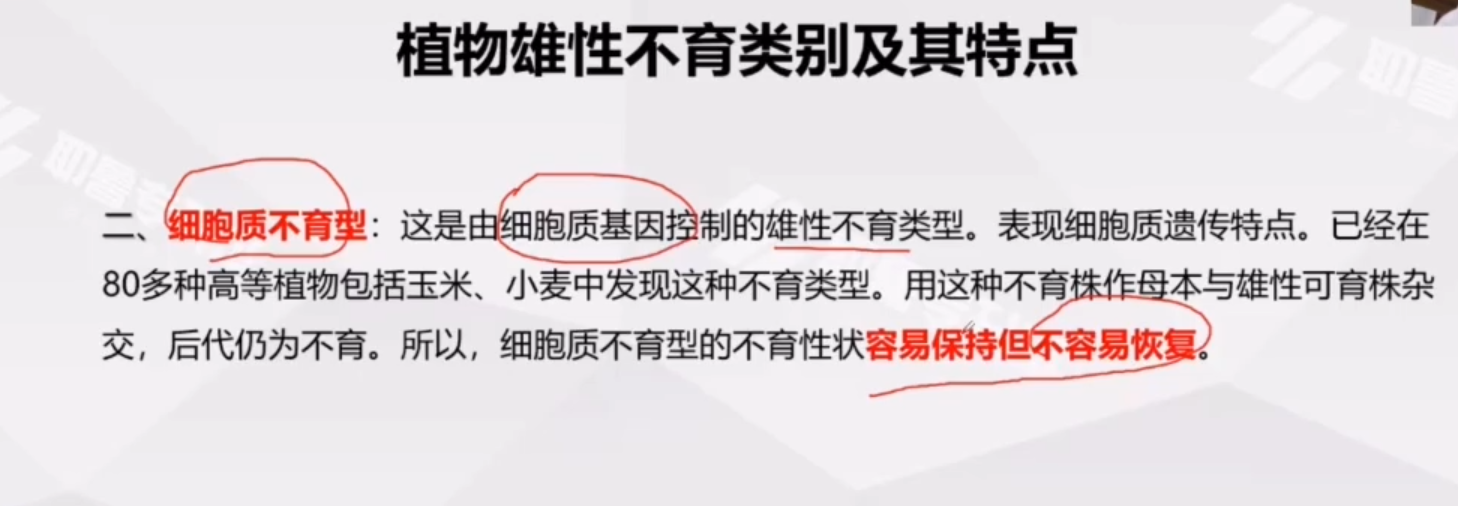 植物雄性不育类别及其特点
二、细胞质不育型：这是由细胞质基因控制的雄性不育类型。表现细胞质遗传特点。已经在
80多种高等植物包括玉米、小麦中发现这种不育类型。用这种不育株作母本与雄性可育株杂
交，后代仍为不育。所以，细胞质不育型的不育性状容易保持但不容易恢复。